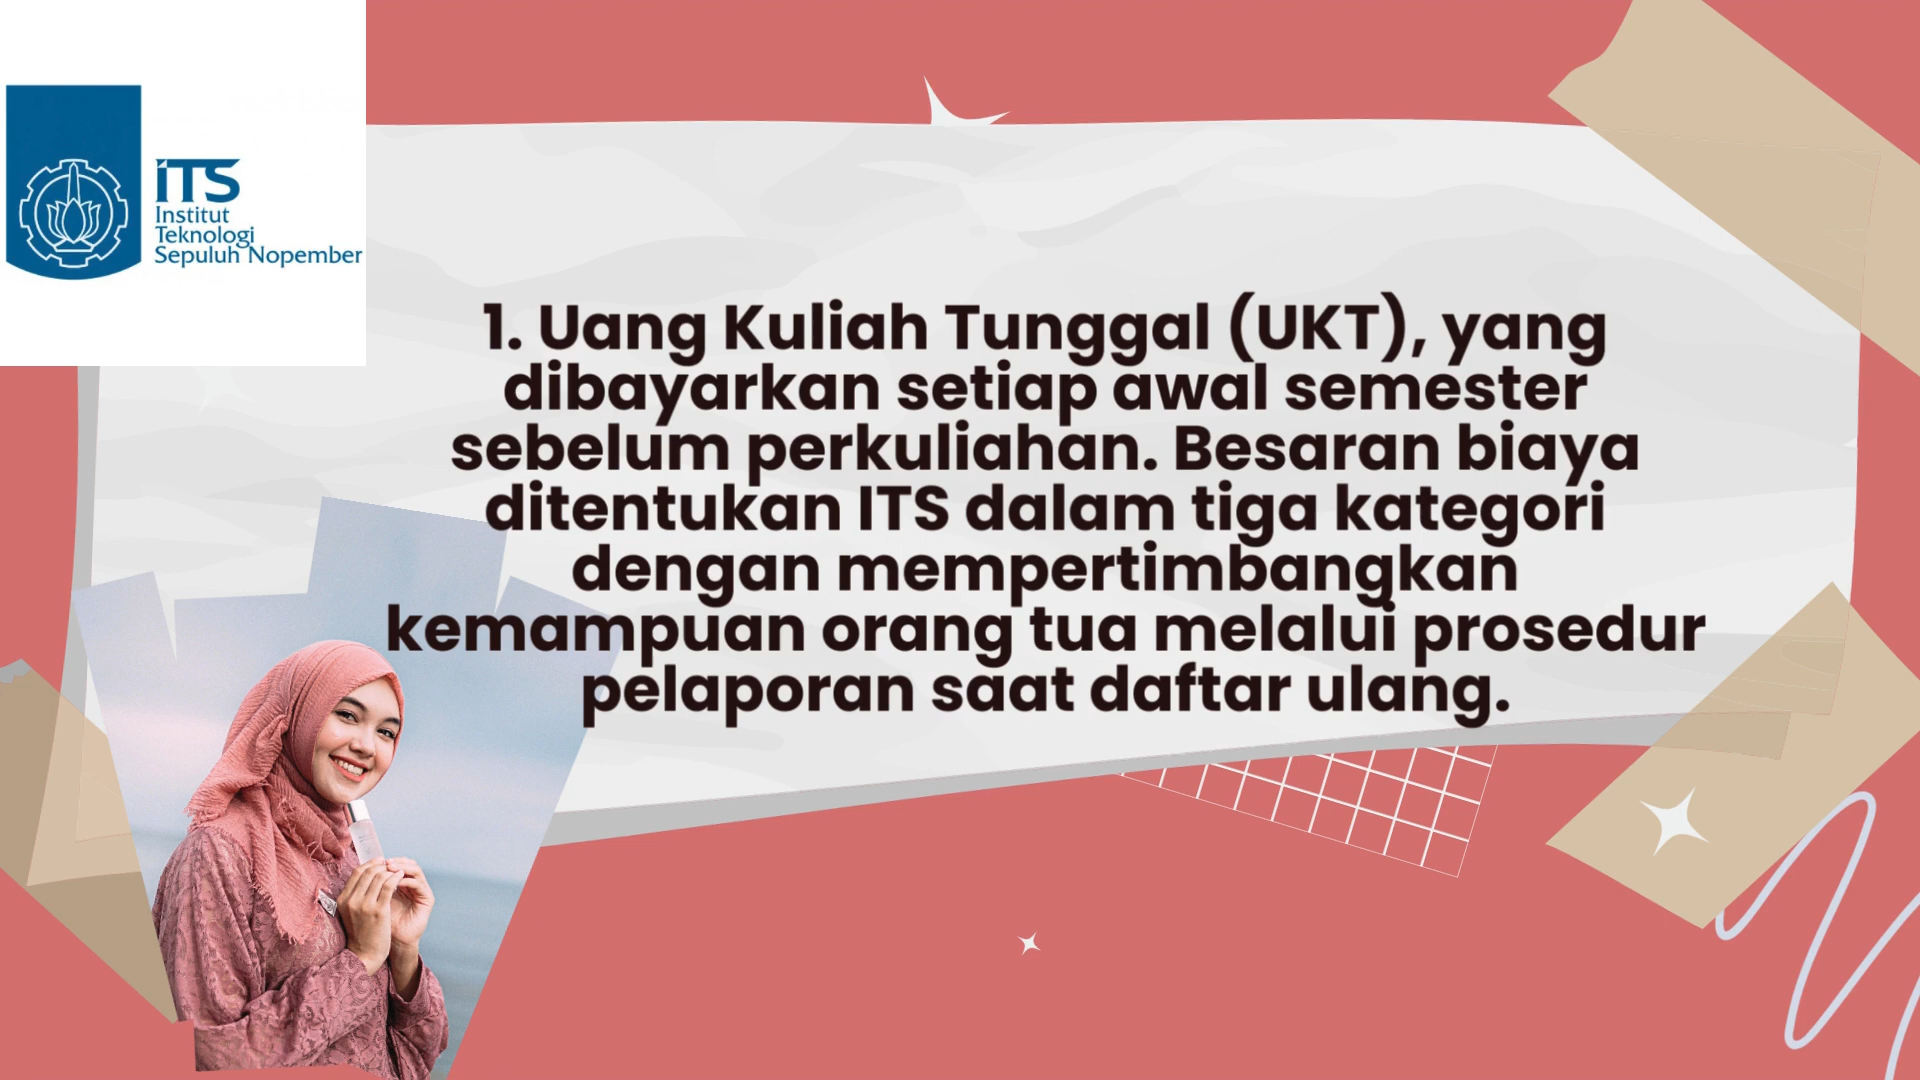 iTS
Institut
Teknologi
Sepuluh Nopember
1. Uang Kuliah Tunggal (UKT), yang
dibayarkan setiap awal semester
sebelum perkuliahan. Besaran biaya
ditentukan ITS dalam tiga kategori
dengan mempertimbangkan
kemampuan orang tua melalui prosedur
pelaporan saat daftar ulang.